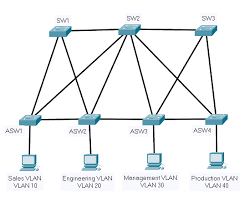 SW1
SW2
SW3
ASW1
ASW2
ASW3
ASW4
Sales VLAN
VLAN 10
Engineering VLAN
VLAN 20
Management VLAN
VLAN 30
Production VLAN
VLAN 40